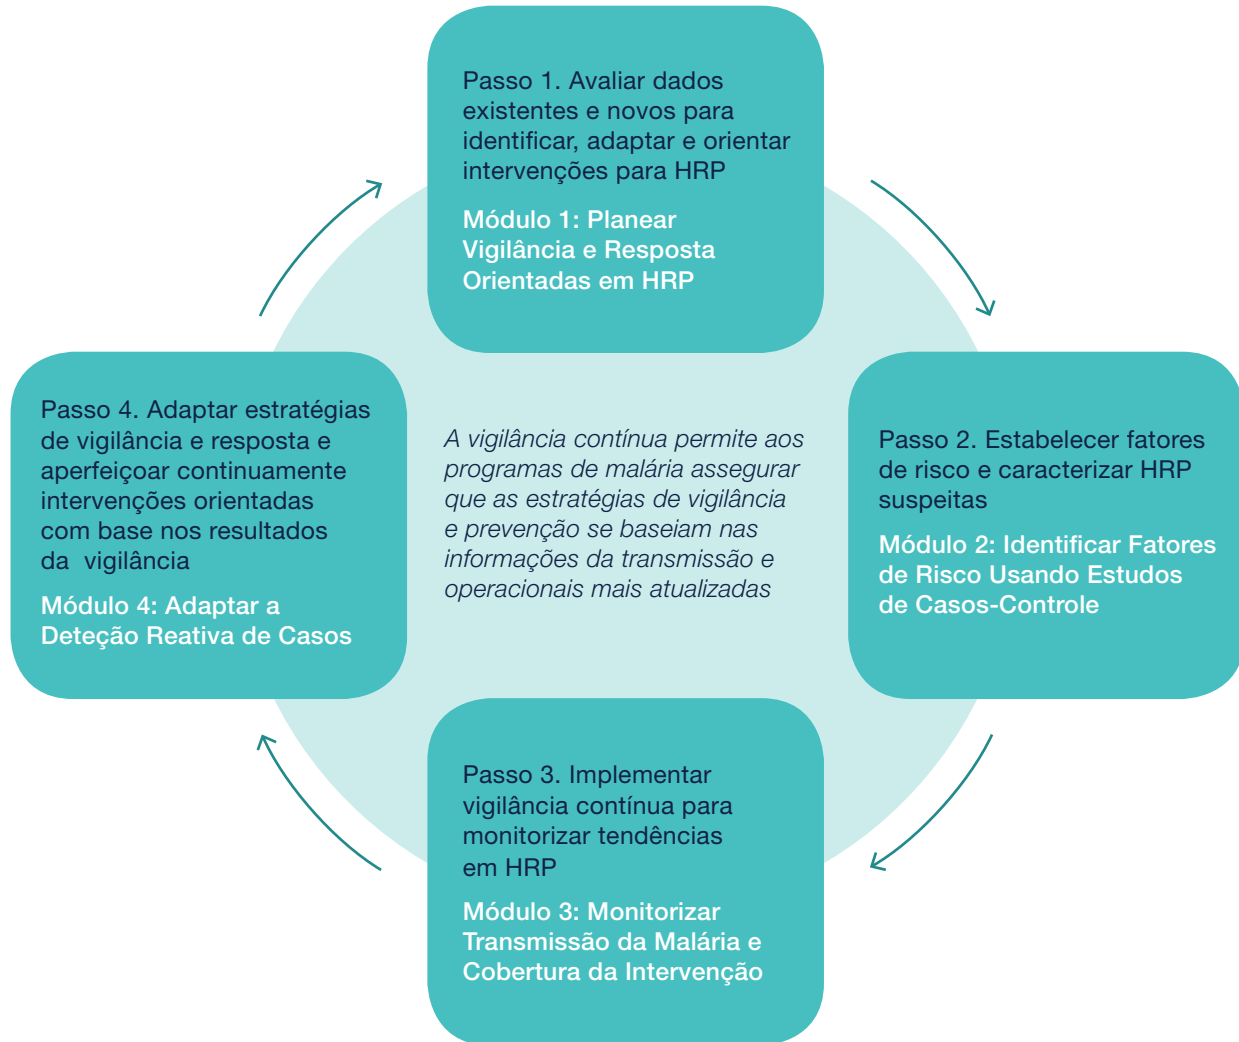 Passo 1. Avaliar dados
existentes e novos para
identificar, adaptar e orientar
intervenções para HRP
Módulo 1: Planear
Vigilância e Resposta
Orientadas em HRP
Passo 2. Estabelecer fatores
de risco e caracterizar HRP
suspeitas
Módulo 2: Identificar Fatores
de Risco Usando Estudos
de Casos-Controle
Passo 3. Implementar
vigilância contínua para
monitorizar tendências
em HRP
Módulo 3: Monitorizar
Transmissão da Malária e
Cobertura da Intervenção
Passo 4. Adaptar estratégias
de vigilância e resposta e
aperfeiçoar continuamente
intervenções orientadas
com base nos resultados
da vigilância
Módulo 4: Adaptar a
Deteção Reativa de Casos
A vigilância contínua permite aos
programas de malária assegurar
que as estratégias de vigilância
e prevenção se baseiam nas
informações da transmissão e
operacionais mais atualizadas